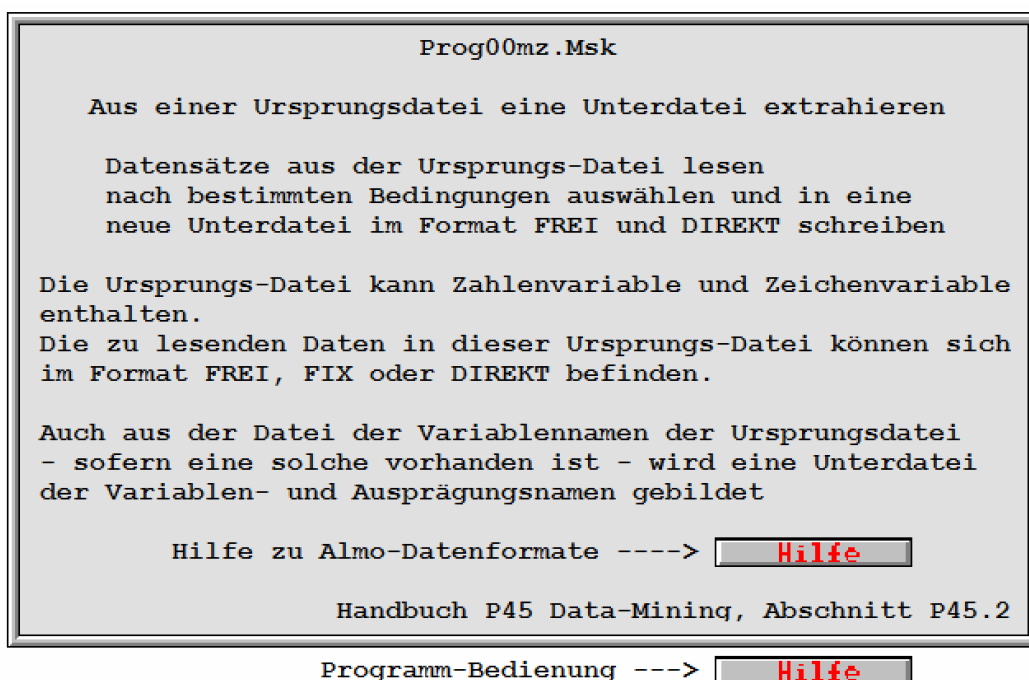 Prog00mz.Msk
Aus einer Ursprungsdatei eine Unterdatei extrahieren
Datensätze aus der Ursprungs-Datei lesen
nach bestimmten Bedingungen auswählen und in eine
neue Unterdatei im Format FREI und DIREKT schreiben
Die Ursprungs-Datei kann Zahlenvariable und Zeichenvariable
enthalten.
Die zu lesenden Daten in dieser Ursprungs-Datei können sich
im Format FREI, FIX oder DIREKT befinden.
Auch aus der Datei der Variablennamen der Ursprungsdatei
- sofern eine solche vorhanden ist - wird eine Unterdatei
der Variablen- und Ausprägungsnamen gebildet
Hilfe zu Almo-Datenformate ----> Hilfe
Handbuch P45 Data-Mining, Abschnitt P45.2
Programm-Bedienung ---> Hilfe